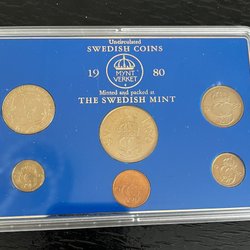 Uncirculated
SWEDISH COINS
19 80
MYNT
VERKET
Minted and packed at
THE SWEDISH MINT